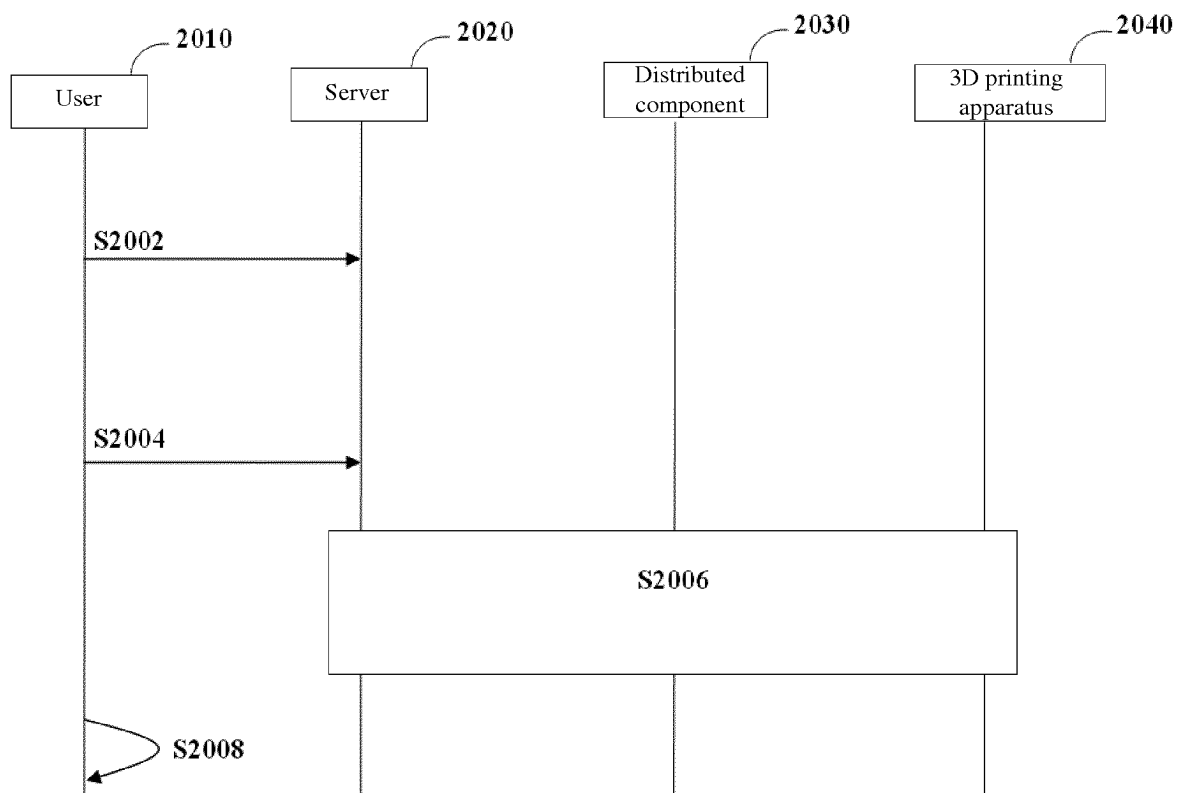 2010
2020
2030
2040
User
Server
Distributed
component
3D printing
apparatus
S2002
S2004
S2006
S2008